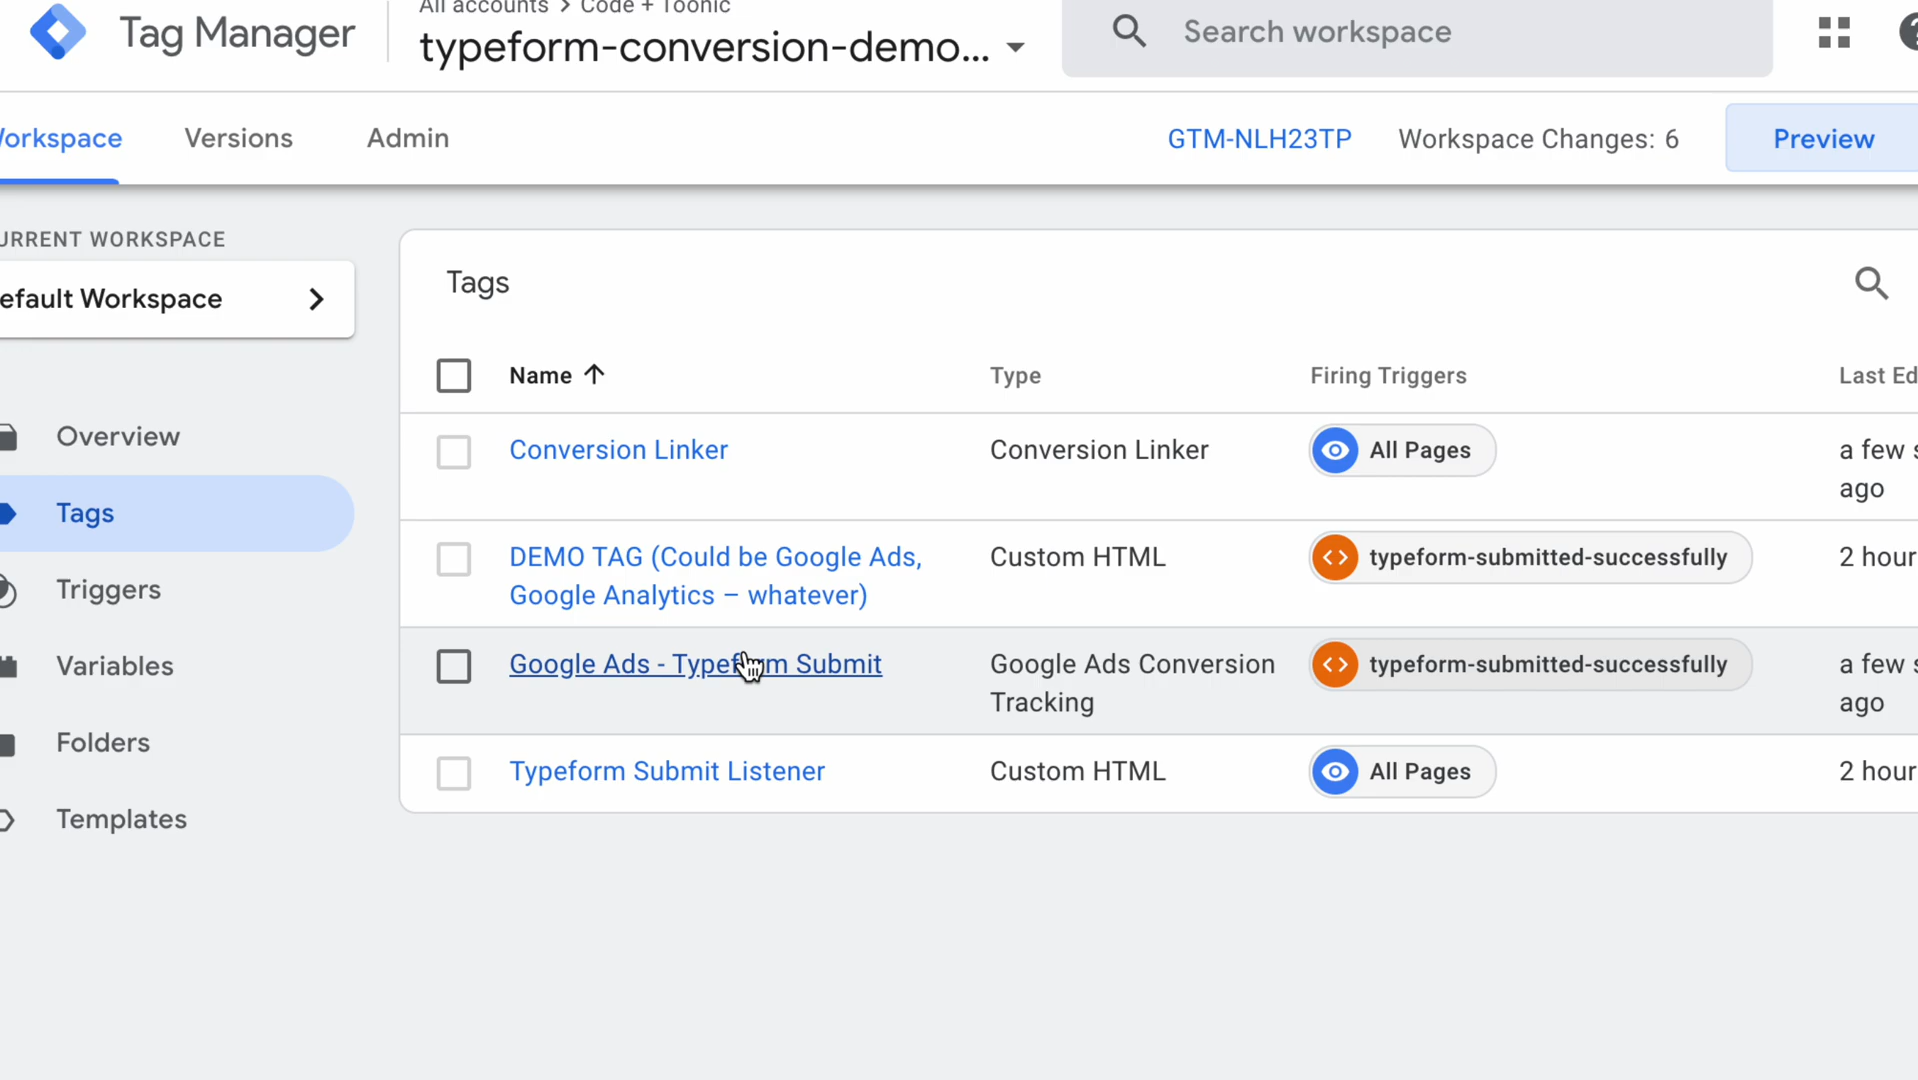 All accounts > Code + Toonic
Tag Manager
typeform-conversion-demo...
Search workspace
Workspace
Versions
Admin
GTM-NLH23TP
Workspace Changes: 6
Preview
CURRENT WORKSPACE
Default Workspace
Overview
Tags
Triggers
Variables
Folders
Templates
Tags
Name Type Firing Triggers Last Ed
Conversion Linker Conversion Linker All Pages a few s
ago
DEMO TAG (Could be Google Ads, Custom HTML typeform-submitted-successfully 2 hour
Google Analytics – whatever)
Google Ads - Typeform Submit Google Ads Conversion typeform-submitted-successfully a few s
Tracking ago
Typeform Submit Listener Custom HTML All Pages 2 hour